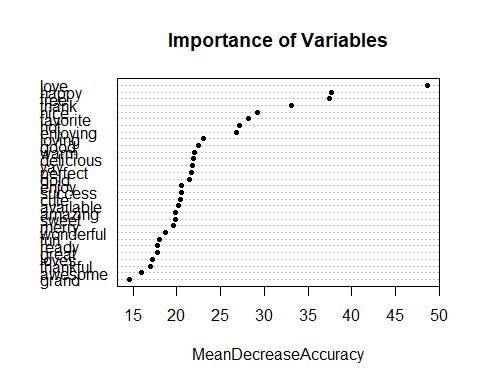 Importance of Variables
love
happy
free
thank
nice
favorite
enjoying
loving
good
warm
delicious
yay
perfect
enjoy
success
cute
available
amazing
sweet
merry
wonderful
fun
ready
great
loves
thankful
awesome
grand
15 20 25 30 35 40 45 50
MeanDecreaseAccuracy